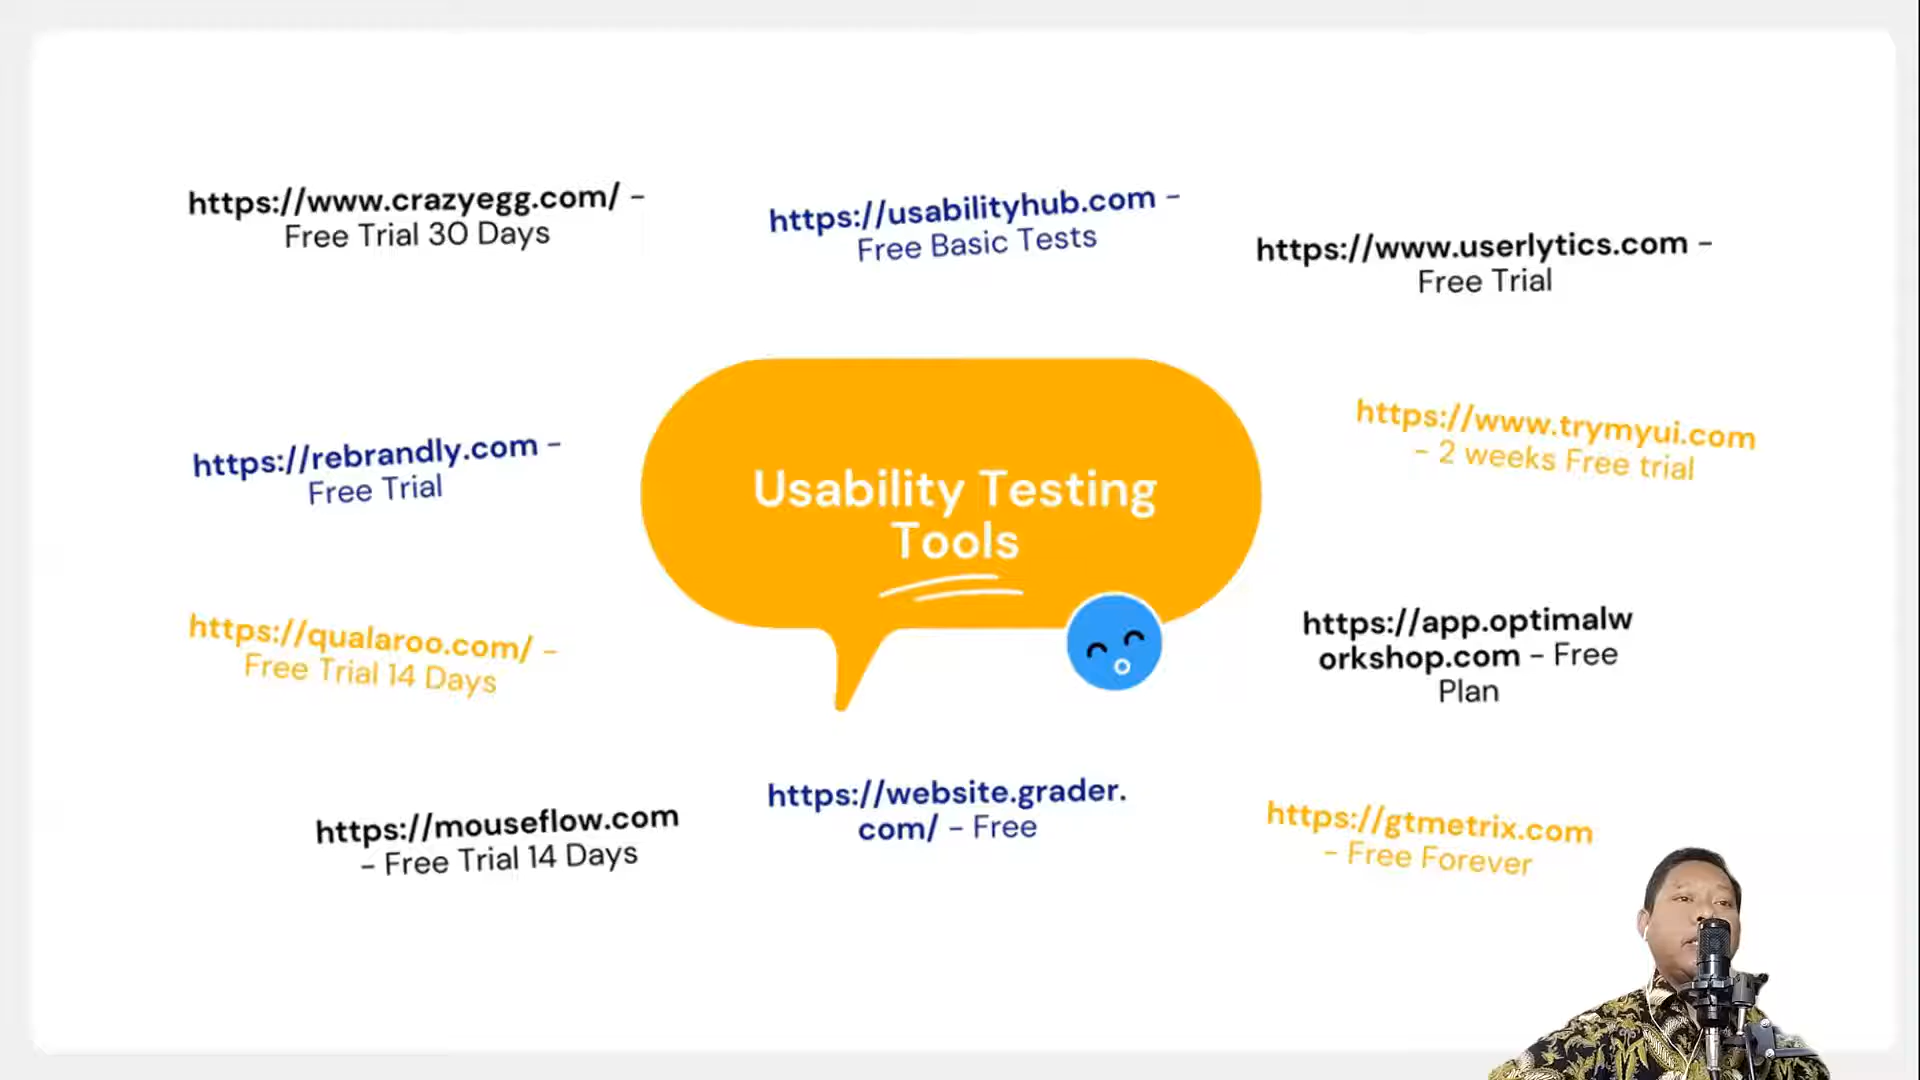 https://www.crazyegg.com/ -
Free Trial 30 Days
https://usabilityhub.com -
Free Basic Tests
https://www.userlytics.com -
Free Trial
https://rebrandly.com -
Free Trial
Usability Testing
Tools
https://www.trymyui.com
- 2 weeks Free trial
https://qualaroo.com/ -
Free Trial 14 Days
https://app.optimalw
orkshop.com - Free
Plan
https://mouseflow.com
- Free Trial 14 Days
https://website.grader.
com/ - Free
https://gtmetrix.com
- Free Forever